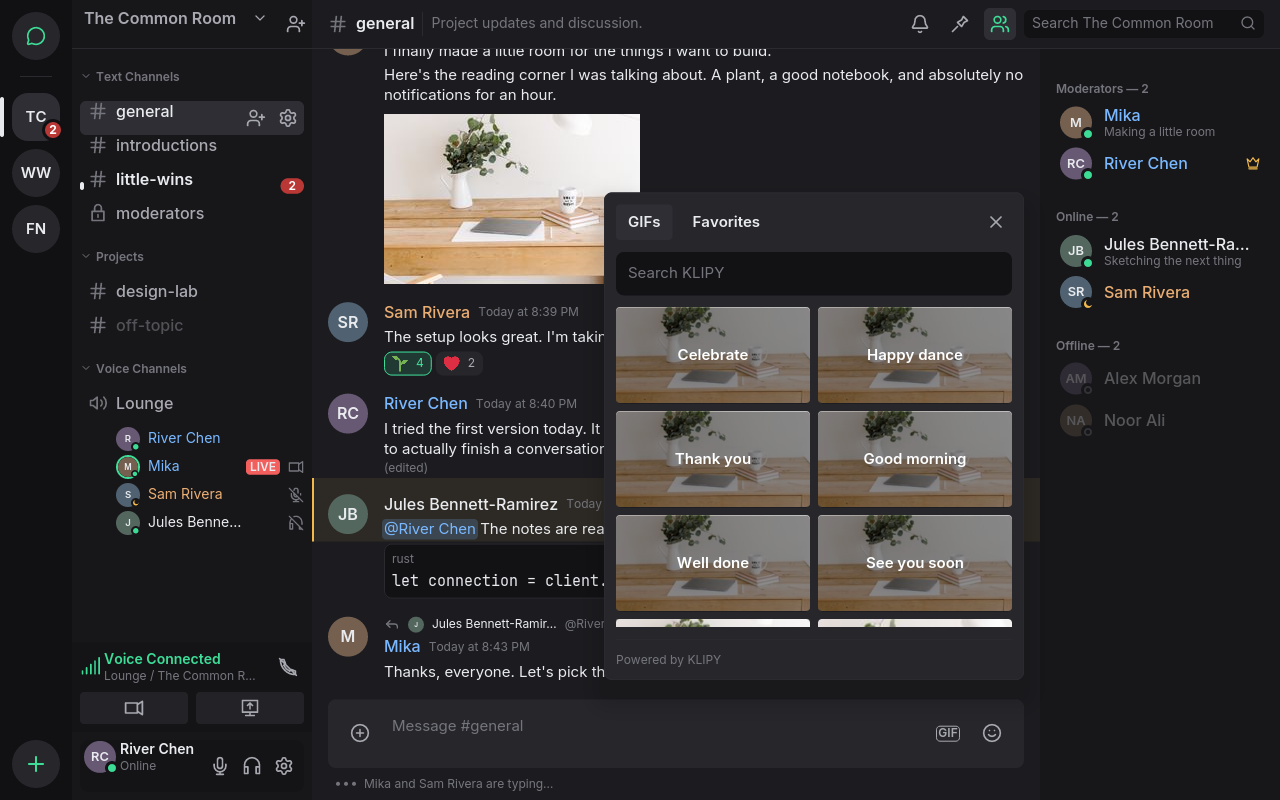 The Common Room
TC
2
WW
FN
Text Channels
general
introductions
little-wins
2
moderators
Projects
design-lab
off-topic
Voice Channels
Lounge
R
River Chen
M
Mika
LIVE
S
Sam Rivera
J
Jules Benne...
Voice Connected
Lounge / The Common R...
RC
River Chen
Online
general
Project updates and discussion.
Search The Common Room
I finally made a little room for the things I want to build.
Here's the reading corner I was talking about. A plant, a good notebook, and absolutely no
notifications for an hour.
SR
Sam Rivera
Today at 8:39 PM
The setup looks great. I'm takin
4
2
RC
River Chen
Today at 8:40 PM
I tried the first version today. It
to actually finish a conversation
(edited)
JB
Jules Bennett-Ramirez
Today
@River Chen The notes are rea
rust
let connection = client.
J
Jules Bennett-Ramir...
@River
M
Mika
Today at 8:43 PM
Thanks, everyone. Let's pick th
Message #general
GIF
Mika and Sam Rivera are typing...
GIFs
Favorites
Search KLIPY
Celebrate
Happy dance
Thank you
Good morning
Well done
See you soon
Powered by KLIPY
Moderators — 2
M
Mika
Making a little room
RC
River Chen
Online — 2
JB
Jules Bennett-Ra...
Sketching the next thing
SR
Sam Rivera
Offline — 2
AM
Alex Morgan
NA
Noor Ali